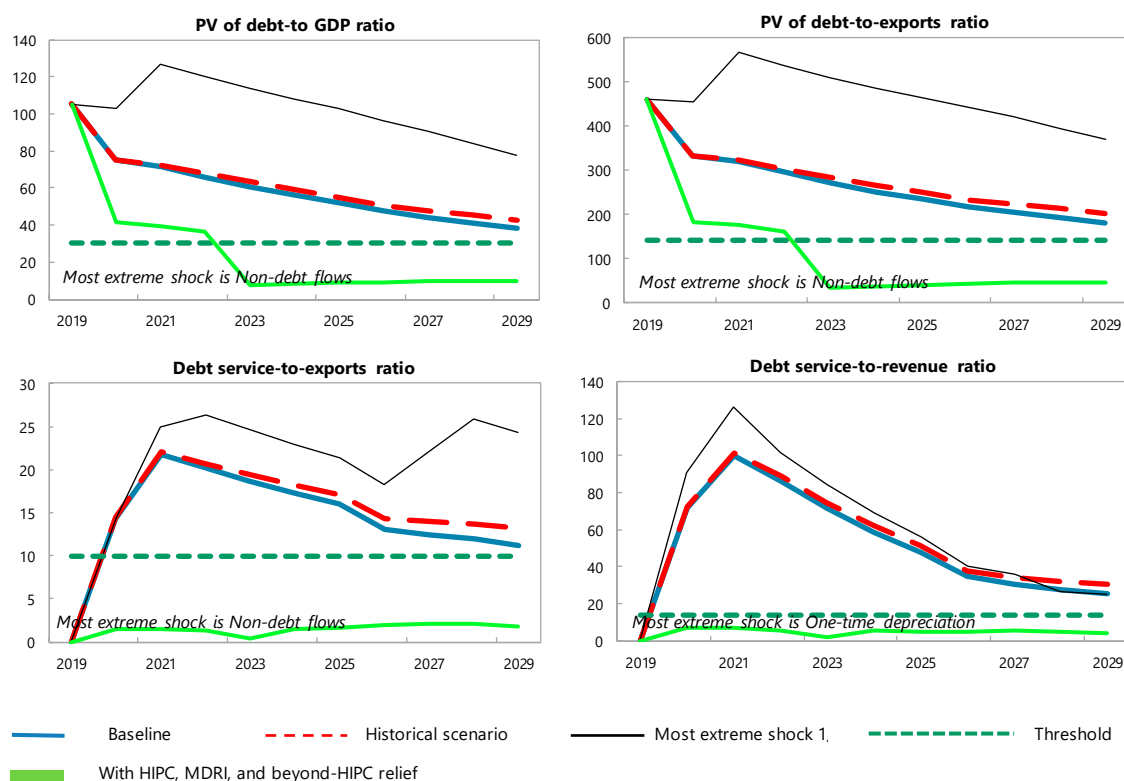 PV of debt-to GDP ratio
140
120
100
80
60
40
20
0
Most extreme shock is Non-debt flows
2019 2021 2023 2025 2027 2029
PV of debt-to-exports ratio
600
500
400
300
200
100
0
Most extreme shock is Non-debt flows
2019 2021 2023 2025 2027 2029
Debt service-to-exports ratio
30
25
20
15
10
5
0
Most extreme shock is Non-debt flows
2019 2021 2023 2025 2027 2029
Debt service-to-revenue ratio
140
120
100
80
60
40
20
0
Most extreme shock is One-time depreciation
2019 2021 2023 2025 2027 2029
Baseline Historical scenario Most extreme shock 1, Threshold
With HIPC, MDRI, and beyond-HIPC relief